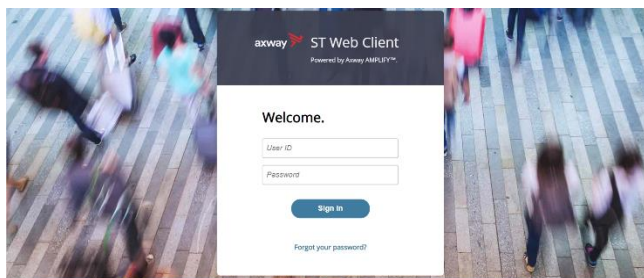 axway ST Web Client
Powered by Axway AMPLIFY™.
Welcome.
User ID
Password
Sign In
Forgot your password?